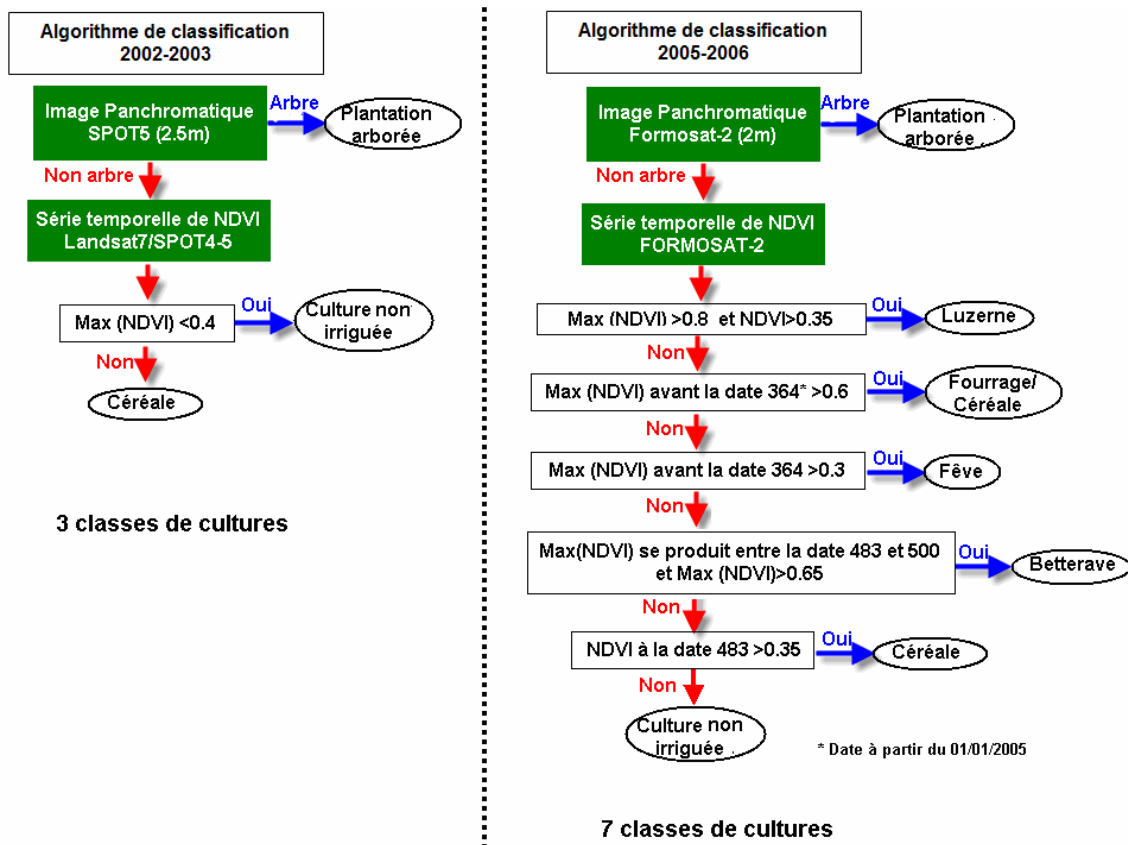 Algorithme de classification
2002-2003
Image Panchromatique
SPOT5 (2.5m)
Arbre
Plantation
arborée
Non arbre
Série temporelle de NDVI
Landsat7/SPOT4-5
Max (NDVI) <0.4
Oui
Culture non
irriguée
Non
Céréale
3 classes de cultures
Algorithme de classification
2005-2006
Image Panchromatique
Formosat-2 (2m)
Arbre
Plantation
arborée
Non arbre
Série temporelle de NDVI
FORMOSAT-2
Max (NDVI) >0.8 et NDVI>0.35
Oui
Luzerne
Non
Max (NDVI) avant la date 364* >0.6
Oui
Fourrage/
Céréale
Non
Max (NDVI) avant la date 364 >0.3
Oui
Fêve
Non
Max(NDVI) se produit entre la date 483 et 500
et Max (NDVI)>0.65
Oui
Betterave
Non
NDVI à la date 483 >0.35
Oui
Céréale
Non
Culture non
irriguée
* Date à partir du 01/01/2005
7 classes de cultures